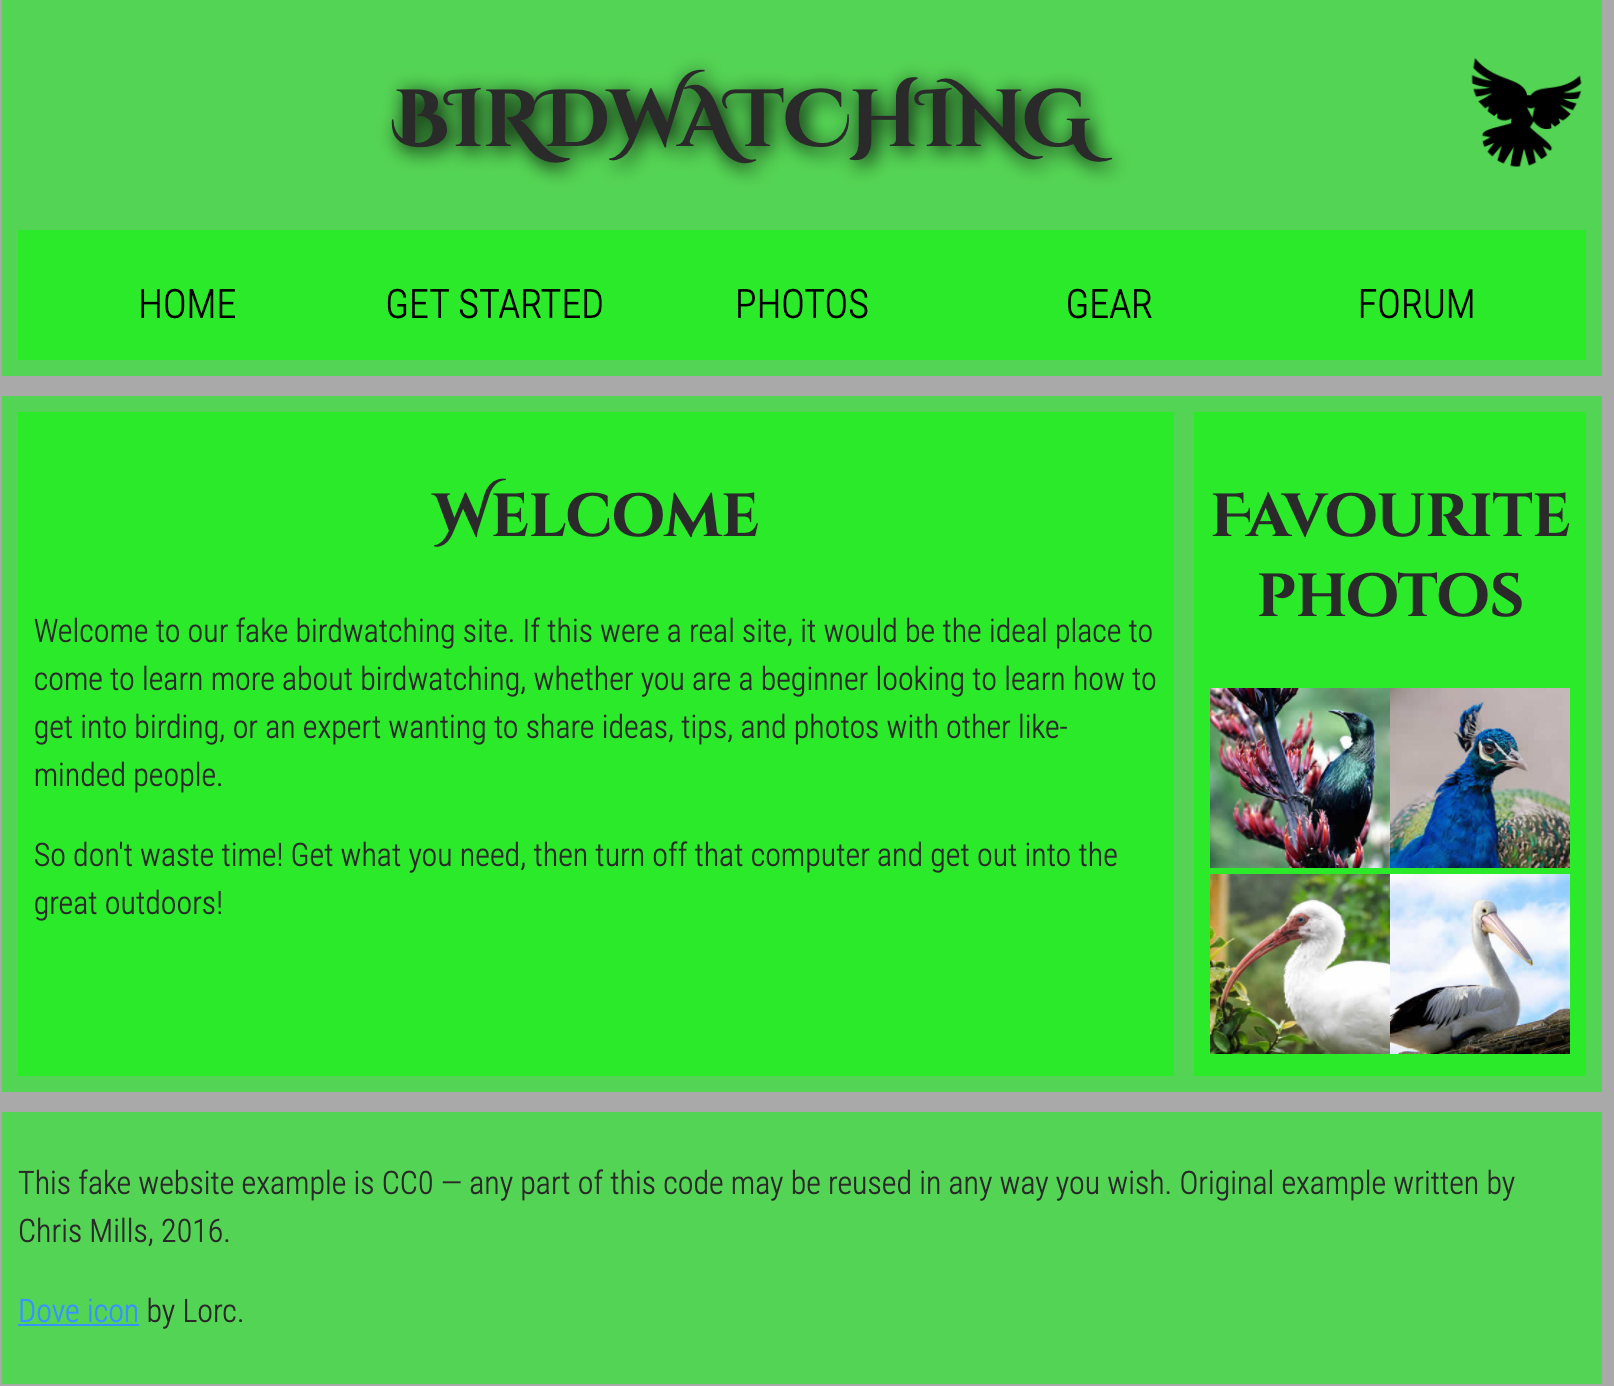 BIRDWATCHING
HOME
GET STARTED
PHOTOS
GEAR
FORUM
Welcome
Welcome to our fake birdwatching site. If this were a real site, it would be the ideal place to
come to learn more about birdwatching, whether you are a beginner looking to learn how to
get into birding, or an expert wanting to share ideas, tips, and photos with other like-
minded people.
So don't waste time! Get what you need, then turn off that computer and get out into the
great outdoors!
Favourite
photos
This fake website example is CC0 — any part of this code may be reused in any way you wish. Original example written by
Chris Mills, 2016.
Dove icon by Lorc.